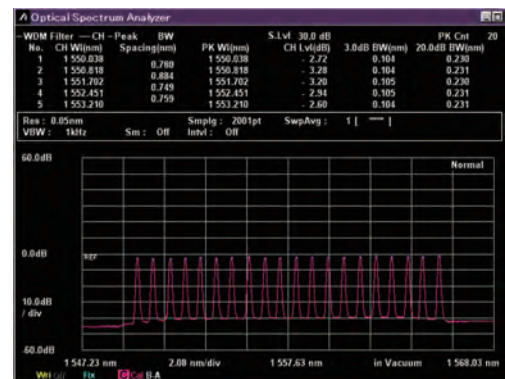 Optical Spectrum Analyzer
WDM Filter — CH – Peak BW S.Lvl 30.0 dB PK Cnt 20
No. CH Wl(nm) Spacing(nm) PK Wl(nm) CH Lvl(dB) 3.0dB BW(nm) 20.0dB BW(nm)
1 1 550.038 1 550.038 - 2.72 0.104 0.230
0.780
2 1 550.818 1 550.818 - 3.28 0.104 0.231
0.884
3 1 551.702 1 551.702 - 3.20 0.105 0.230
0.749
4 1 552.451 1 552.451 - 2.94 0.104 0.231
0.759
5 1 553.210 1 553.210 - 2.60 0.104 0.231
Res : 0.05nm Smplg : 2001pt SwpAvg : 1 [ ― ]
VBW : 1kHz Sm : Off Intvl : Off
60.0dB
Normal
0.0dB
REF
10.0dB
/ div
-60.0dB
1 547.23 nm 2.08 nm/div 1 557.63 nm in Vacuum 1 568.03 nm
Wri off Fix C Cal B-A